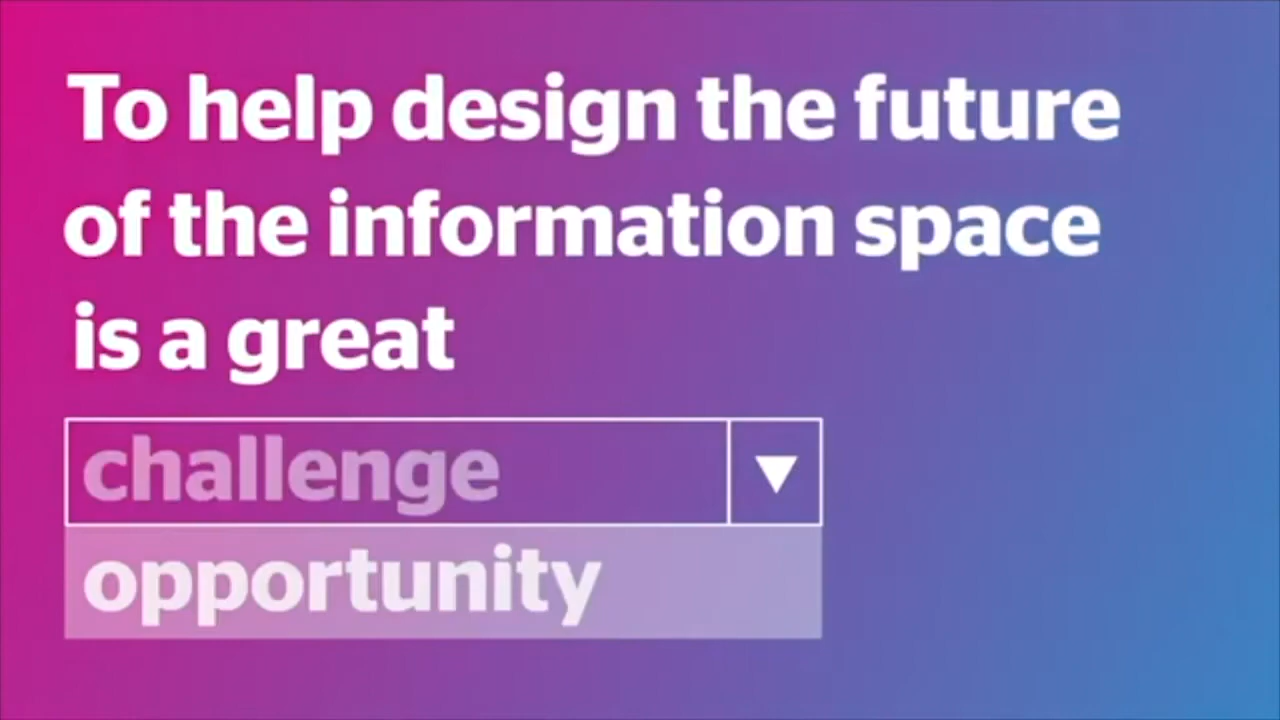 To help design the future
of the information space
is a great
challenge
opportunity